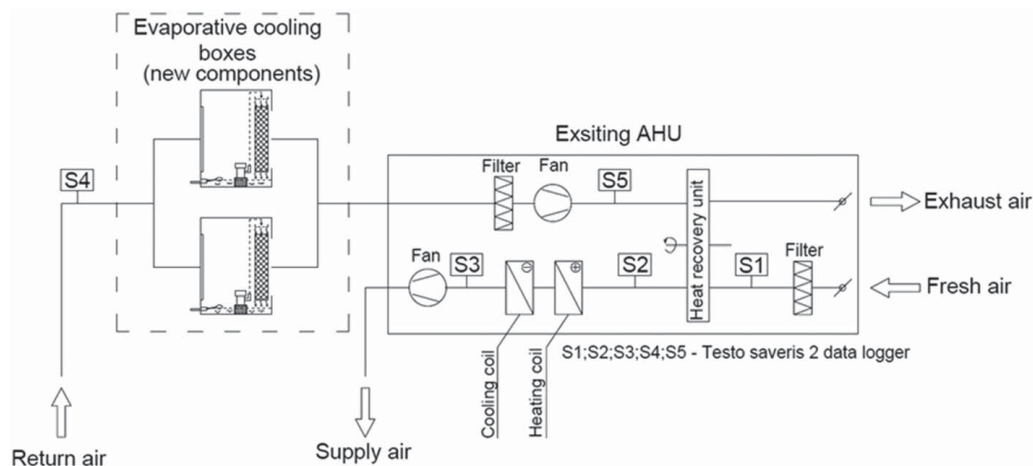 Evaporative cooling
boxes
(new components)
Exsiting AHU
S4
Filter
Fan
S5
Exhaust air
Heat recovery unit
Fan
S3
S2
S1
Filter
Fresh air
Cooling coil
Heating coil
S1;S2;S3;S4;S5 - Testo saveris 2 data logger
Return air
Supply air